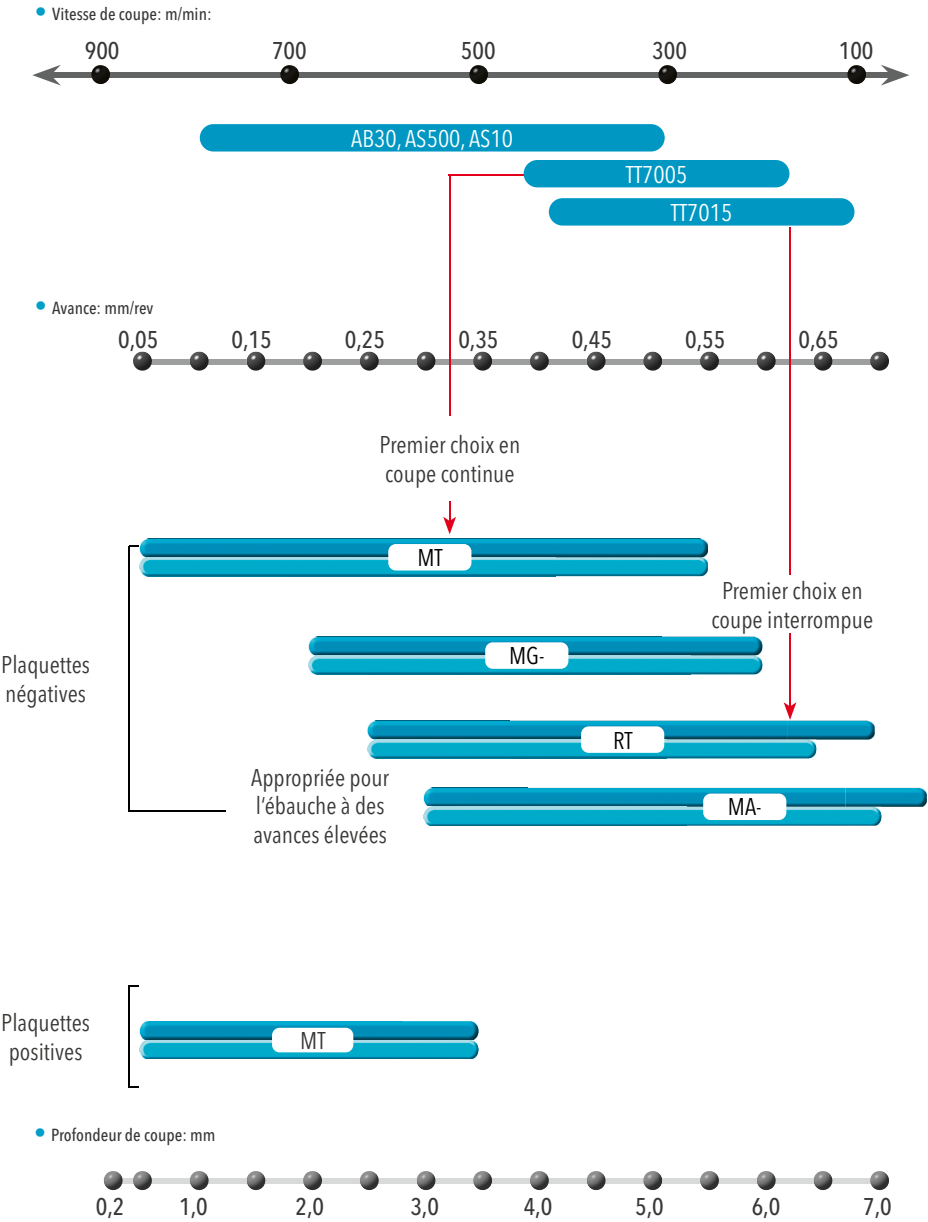 Vitesse de coupe: m/min:
900 700 500 300 100
AB30, AS500, AS10
TT7005
TT7015
Avance: mm/rev
0,05 0,15 0,25 0,35 0,45 0,55 0,65
Premier choix en
coupe continue
MT
Premier choix en
coupe interrompue
Plaquettes
négatives
MG-
RT
Appropriée pour
l'ébauche à des
avances élevées
MA-
Plaquettes
positives
MT
Profondeur de coupe: mm
0,2 1,0 2,0 3,0 4,0 5,0 6,0 7,0